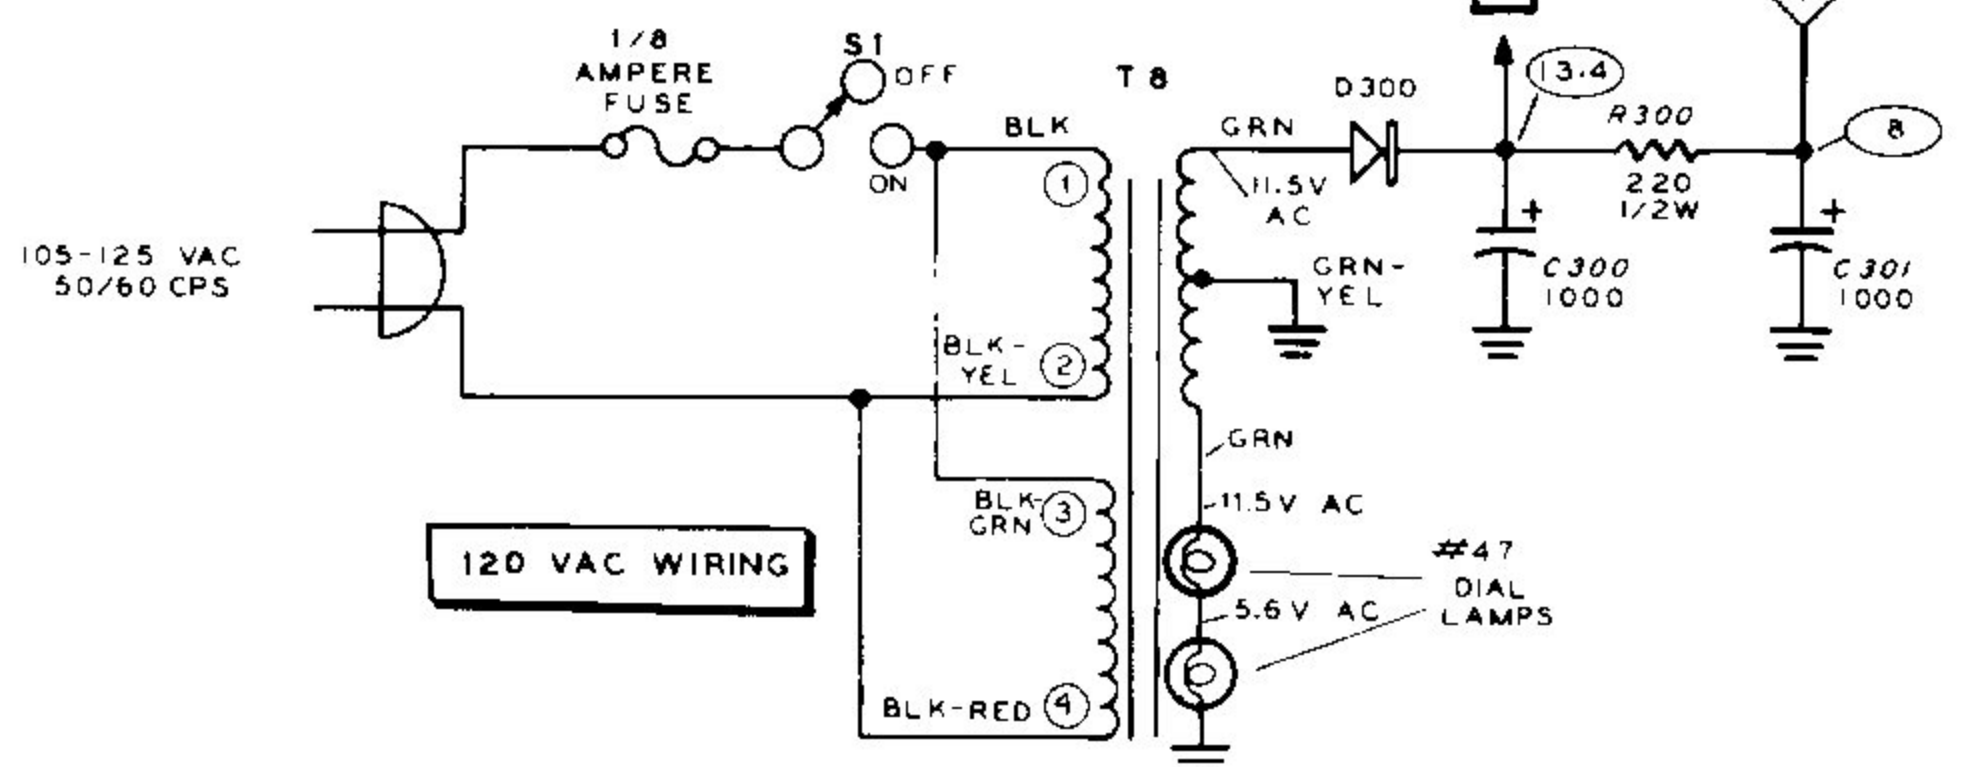 1/8
AMPERE
FUSE
S1
OFF
ON
T 8
BLK
GRN
11.5V
AC
D300
13.4
R300
220
1/2W
8
105-125 VAC
50/60 CPS
1
2
BLK-
YEL
GRN-
YEL
+
C300
1000
+
C301
1000
GRN
11.5V AC
BLK-
GRN
3
120 VAC WIRING
#47
DIAL
LAMPS
5.6V AC
BLK-RED
4